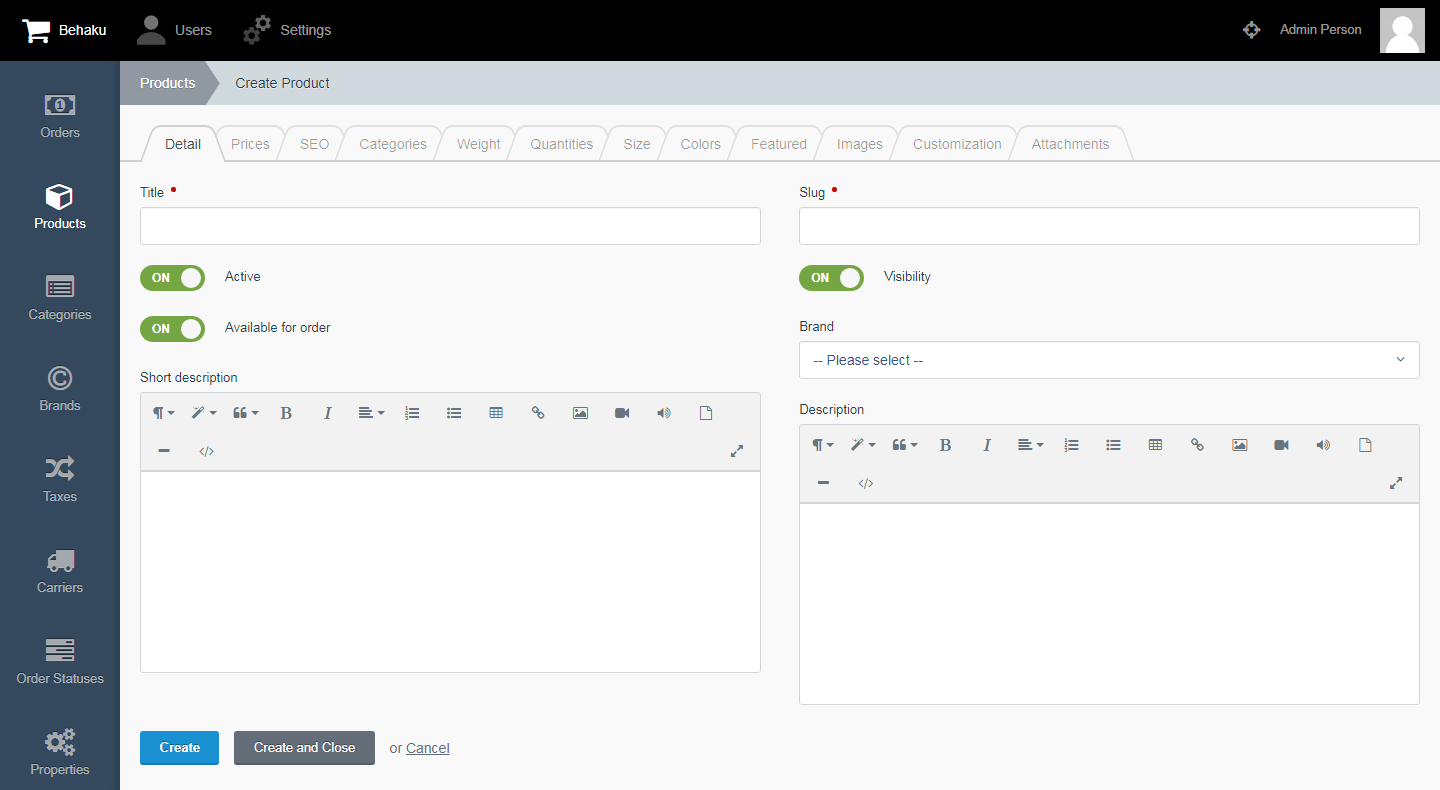 Behaku Users Settings Admin Person
Products Create Product
Orders
Products
Categories
Brands
Taxes
Carriers
Order Statuses
Properties
Detail Prices SEO Categories Weight Quantities Size Colors Featured Images Customization Attachments
Title
Slug
ON Active
ON Visibility
ON Available for order
Brand
-- Please select --
Short description
Description
Create Create and Close or Cancel